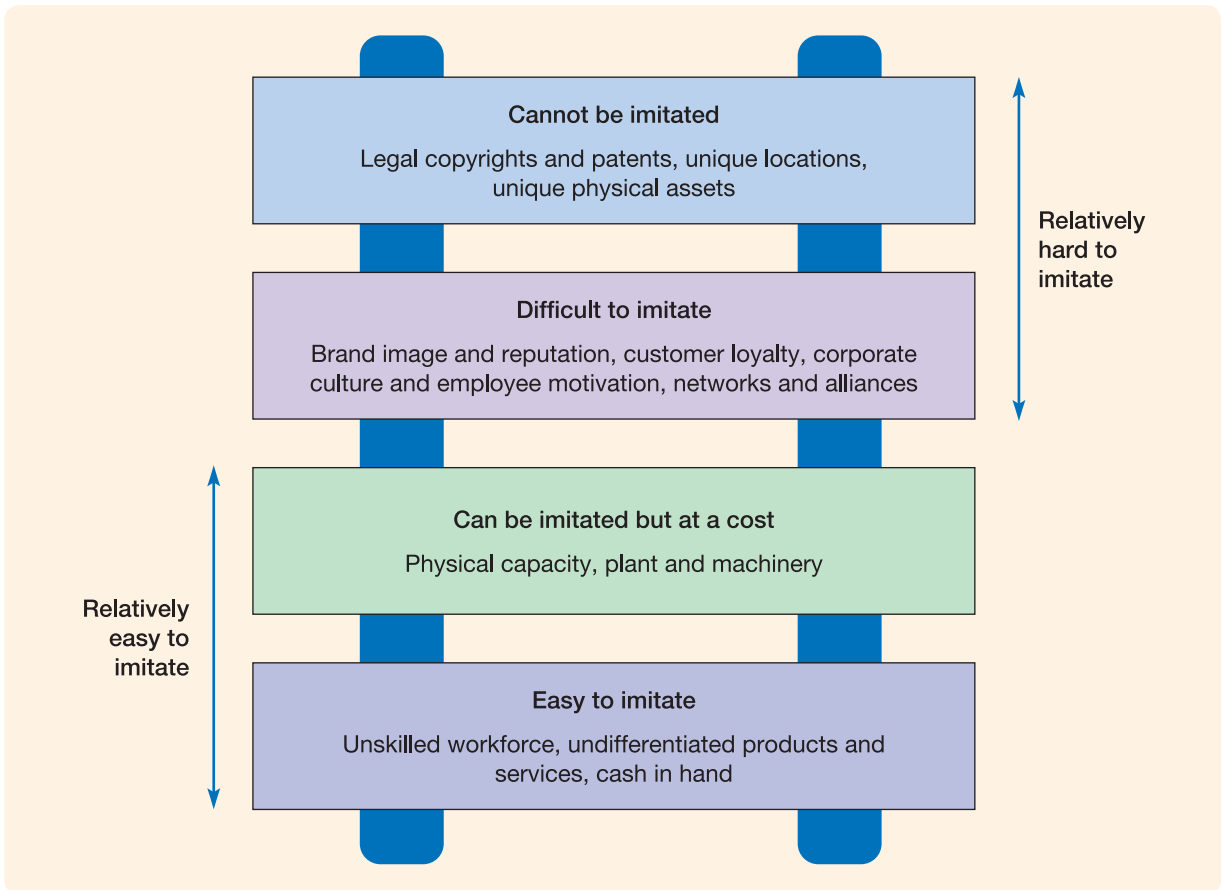 Cannot be imitated
Legal copyrights and patents, unique locations,
unique physical assets
Relatively
hard to
imitate
Difficult to imitate
Brand image and reputation, customer loyalty, corporate
culture and employee motivation, networks and alliances
Can be imitated but at a cost
Physical capacity, plant and machinery
Relatively
easy to
imitate
Easy to imitate
Unskilled workforce, undifferentiated products and
services, cash in hand